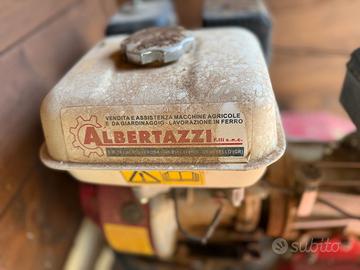 VENDITA E ASSISTENZA MACCHINE AGRICOLE
E DA GIARDINAGGIO - LAVORAZIONE IN FERRO
ALBERTAZZI F.lli s.n.c.
subito